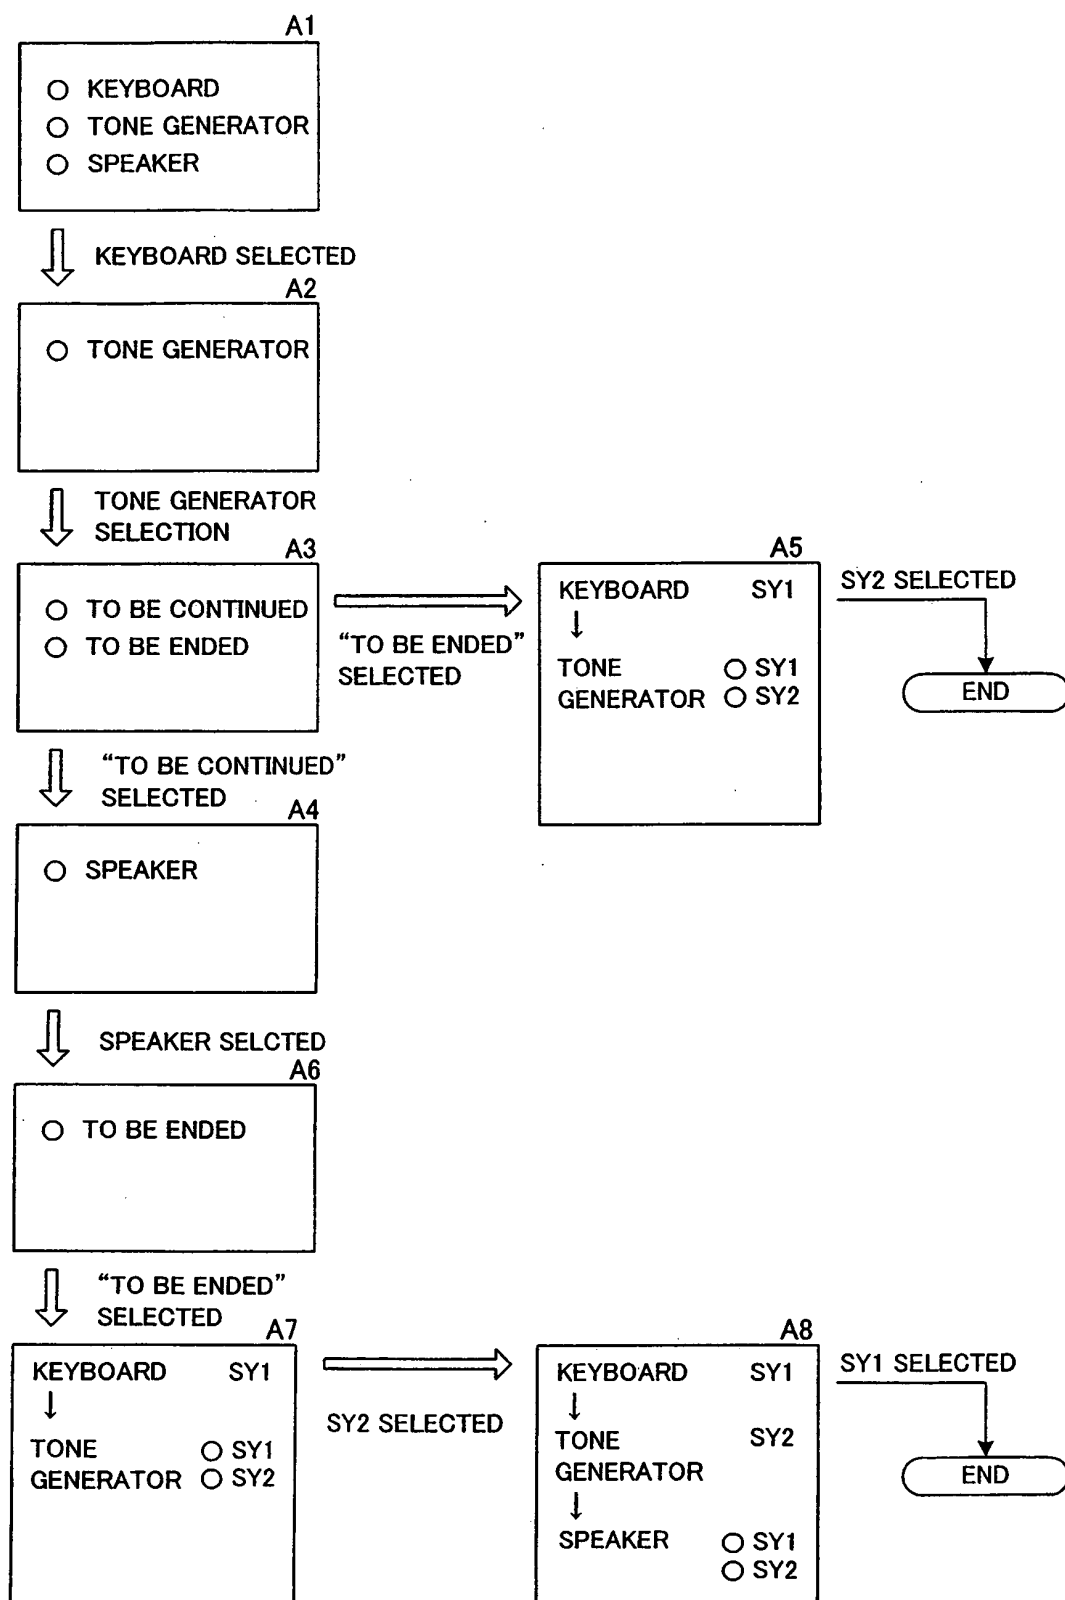 A1
KEYBOARD
TONE GENERATOR
SPEAKER
KEYBOARD SELECTED
A2
TONE GENERATOR
TONE GENERATOR
SELECTION
A3
TO BE CONTINUED
TO BE ENDED
“TO BE ENDED”
SELECTED
A5
KEYBOARD SY1
TONE SY1
GENERATOR SY2
SY2 SELECTED
END
“TO BE CONTINUED”
SELECTED
A4
SPEAKER
SPEAKER SELCTED
A6
TO BE ENDED
“TO BE ENDED”
SELECTED
A7
KEYBOARD SY1
TONE SY1
GENERATOR SY2
SY2 SELECTED
A8
KEYBOARD SY1
TONE SY2
GENERATOR
SPEAKER SY1
SY2
SY1 SELECTED
END